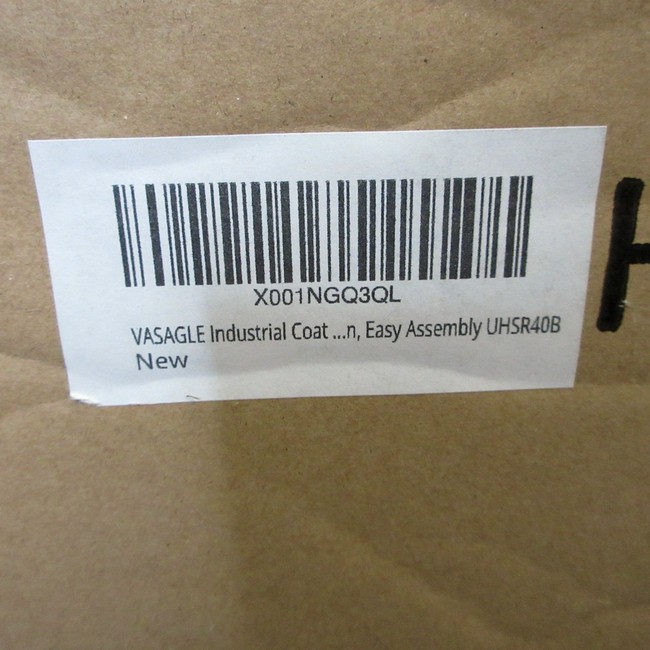 X001NGQ3QL
VASAGLE Industrial Coat ...n, Easy Assembly UHSR40B
New
H